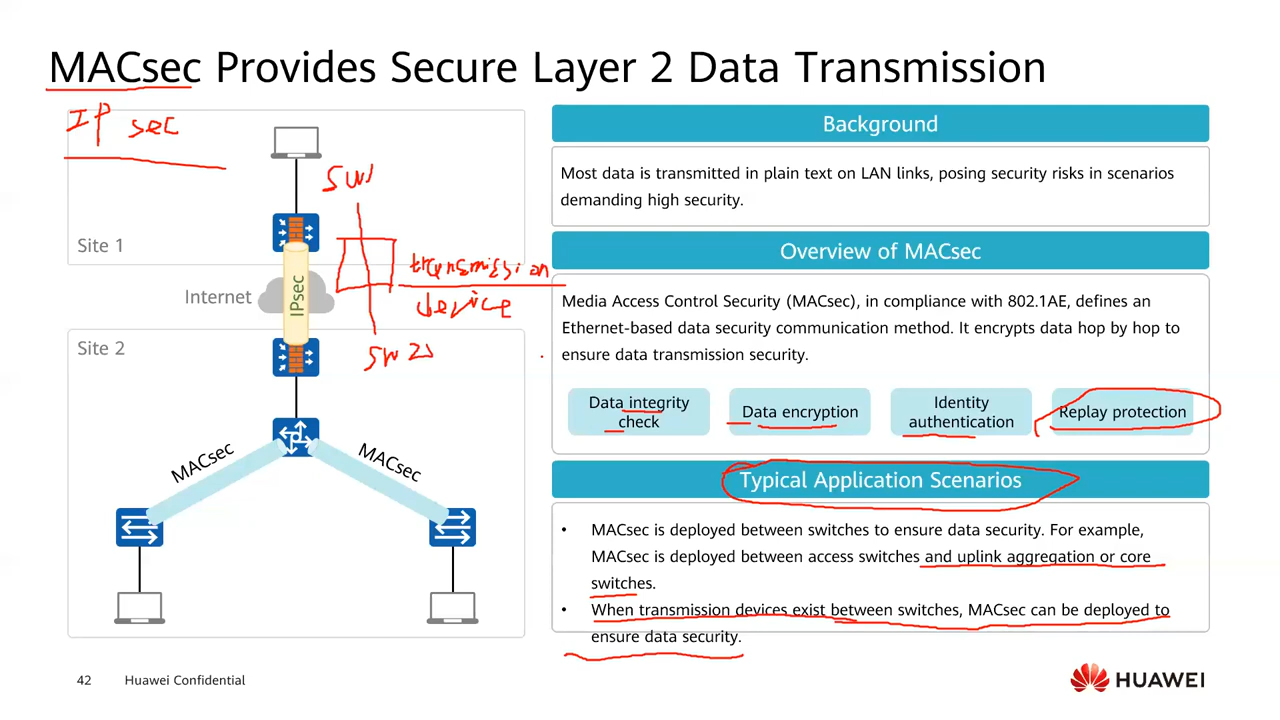 MACsec Provides Secure Layer 2 Data Transmission
IP sec
SW1
Site 1
Internet
IPsec
transmission
device
SW2
Site 2
MACsec
MACsec
Background
Most data is transmitted in plain text on LAN links, posing security risks in scenarios
demanding high security.
Overview of MACsec
Media Access Control Security (MACsec), in compliance with 802.1AE, defines an
Ethernet-based data security communication method. It encrypts data hop by hop to
ensure data transmission security.
Data integrity
check
Data encryption
Identity
authentication
Replay protection
Typical Application Scenarios
• MACsec is deployed between switches to ensure data security. For example,
MACsec is deployed between access switches and uplink aggregation or core
switches.
• When transmission devices exist between switches, MACsec can be deployed to
ensure data security.
42 Huawei Confidential
HUAWEI